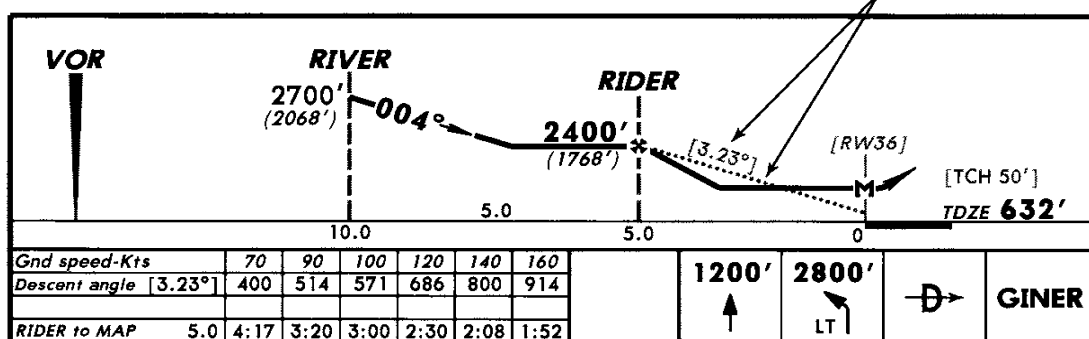 VOR
RIVER
2700'
(2068')
004°
RIDER
2400'
(1768')
[3.23°]
[RW36]
M
[TCH 50']
TDZE 632'
5.0
10.0 5.0 0
Gnd speed-Kts 70 90 100 120 140 160
Descent angle [3.23°] 400 514 571 686 800 914
RIDER to MAP 5.0 4:17 3:20 3:00 2:30 2:08 1:52
1200' 2800'
LT
D
GINER